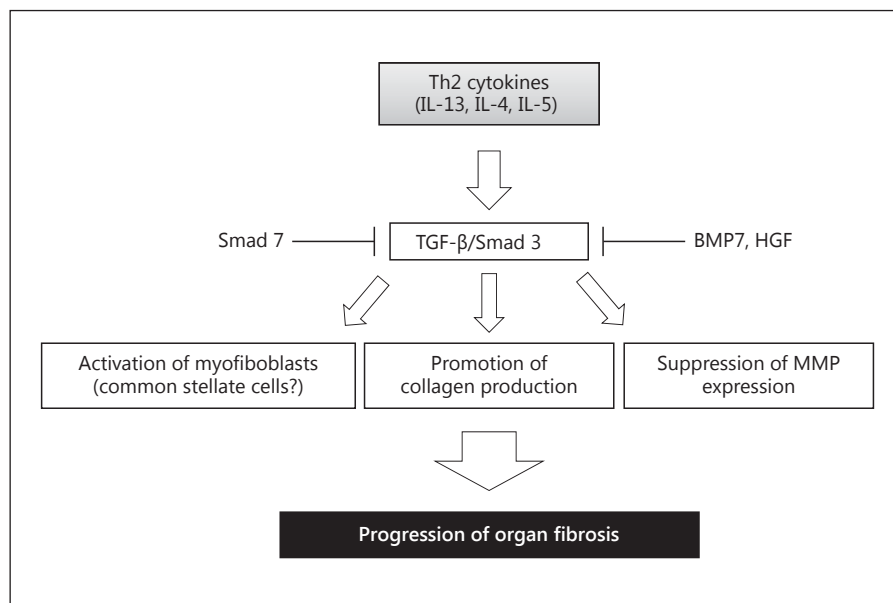 Th2 cytokines
(IL-13, IL-4, IL-5)
Smad 7
TGF-β/Smad 3
BMP7, HGF
Activation of myofiboblasts
(common stellate cells?)
Promotion of
collagen production
Suppression of MMP
expression
Progression of organ fibrosis